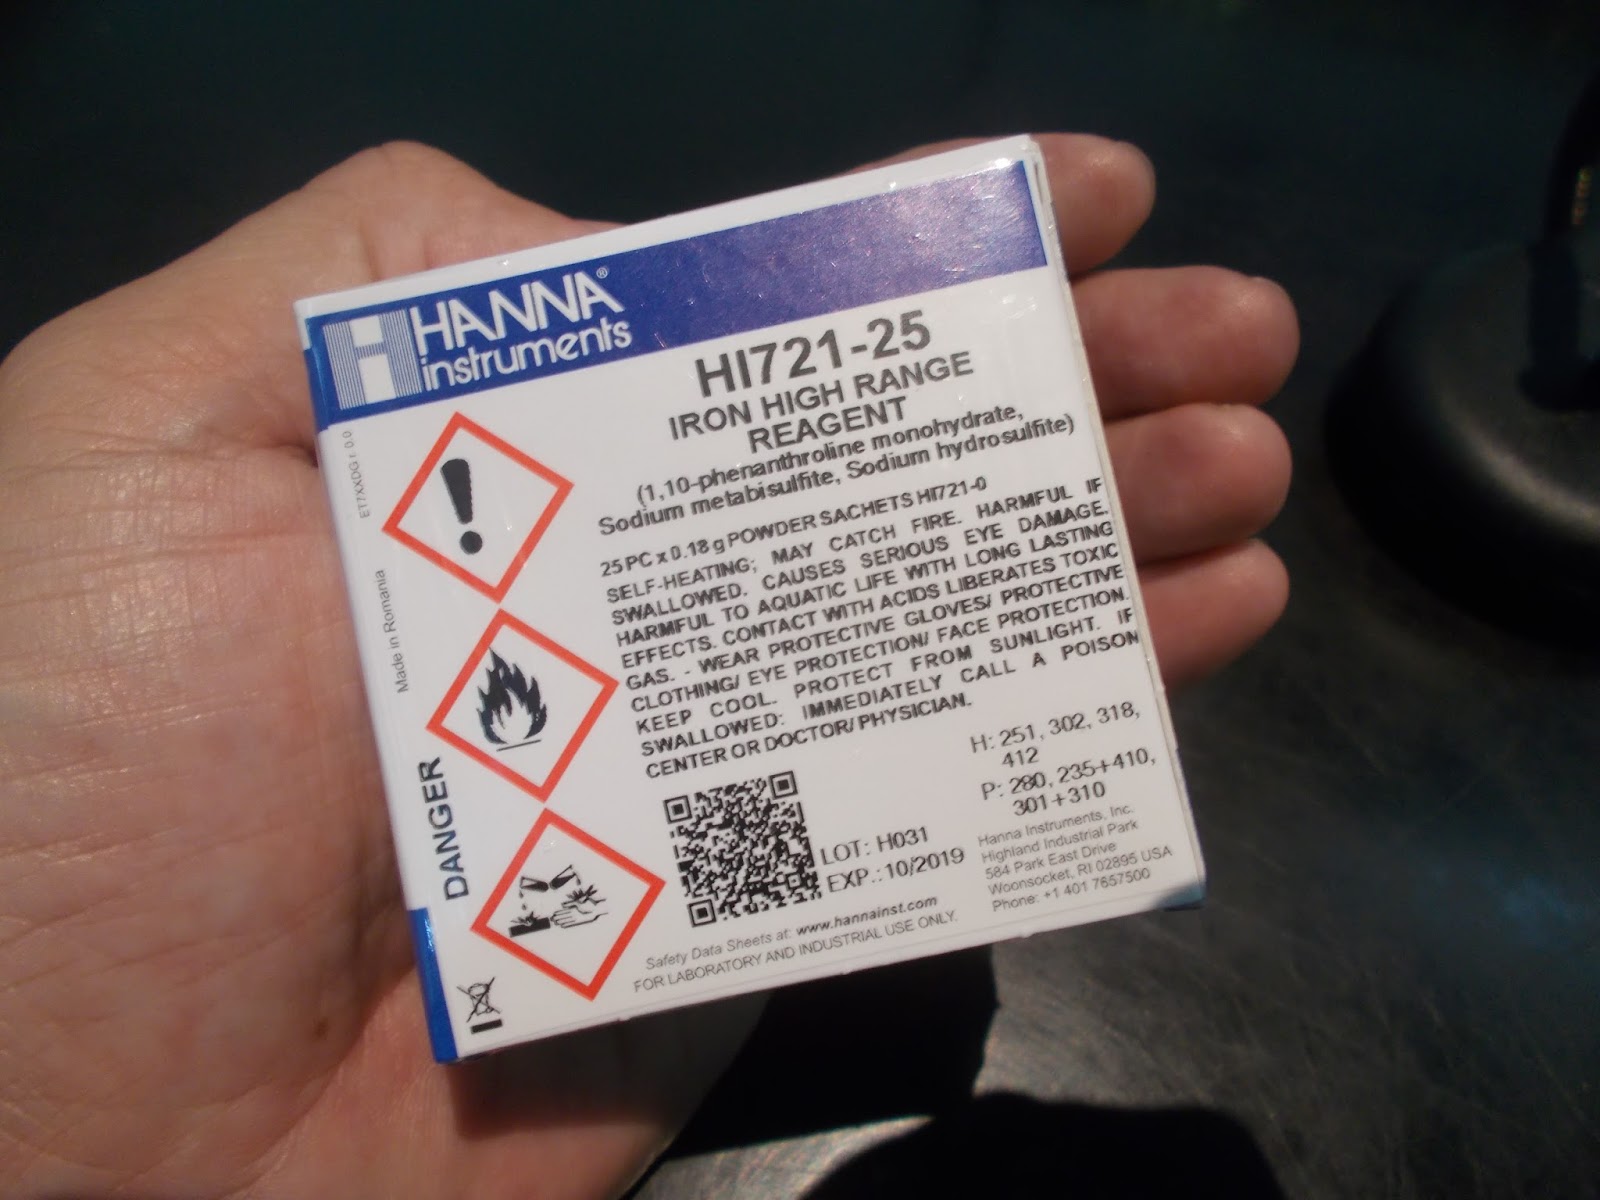 HANNA®
instruments
HI721-25
IRON HIGH RANGE
REAGENT
(1,10-phenanthroline monohydrate,
Sodium metabisulfite, Sodium hydrosulfite)
25 PC x 0.18 g POWDER SACHETS HI721-0
SELF-HEATING; MAY CATCH FIRE. HARMFUL IF
SWALLOWED. CAUSES SERIOUS EYE DAMAGE.
HARMFUL TO AQUATIC LIFE WITH LONG LASTING
EFFECTS. CONTACT WITH ACIDS LIBERATES TOXIC
GAS. - WEAR PROTECTIVE GLOVES/ PROTECTIVE
CLOTHING/ EYE PROTECTION/ FACE PROTECTION.
KEEP COOL. PROTECT FROM SUNLIGHT. IF
SWALLOWED: IMMEDIATELY CALL A POISON
CENTER OR DOCTOR/ PHYSICIAN.
H: 251, 302, 318,
412
P: 280, 235+410,
301+310
LOT: H031
EXP.: 10/2019
Hanna Instruments, Inc.
Highland Industrial Park
584 Park East Drive
Woonsocket, RI 02895 USA
Phone: +1 401 7657500
Safety Data Sheets at: www.hannainst.com
FOR LABORATORY AND INDUSTRIAL USE ONLY.
DANGER
Made in Romania
ET7XXDG r. 0.0